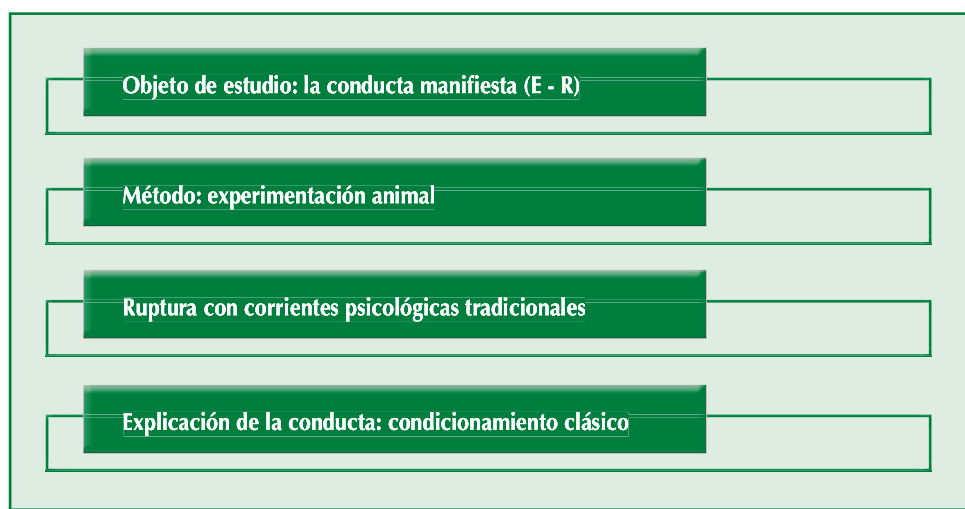 Objeto de estudio: la conducta manifiesta (E - R)
Método: experimentación animal
Ruptura con corrientes psicológicas tradicionales
Explicación de la conducta: condicionamiento clásico